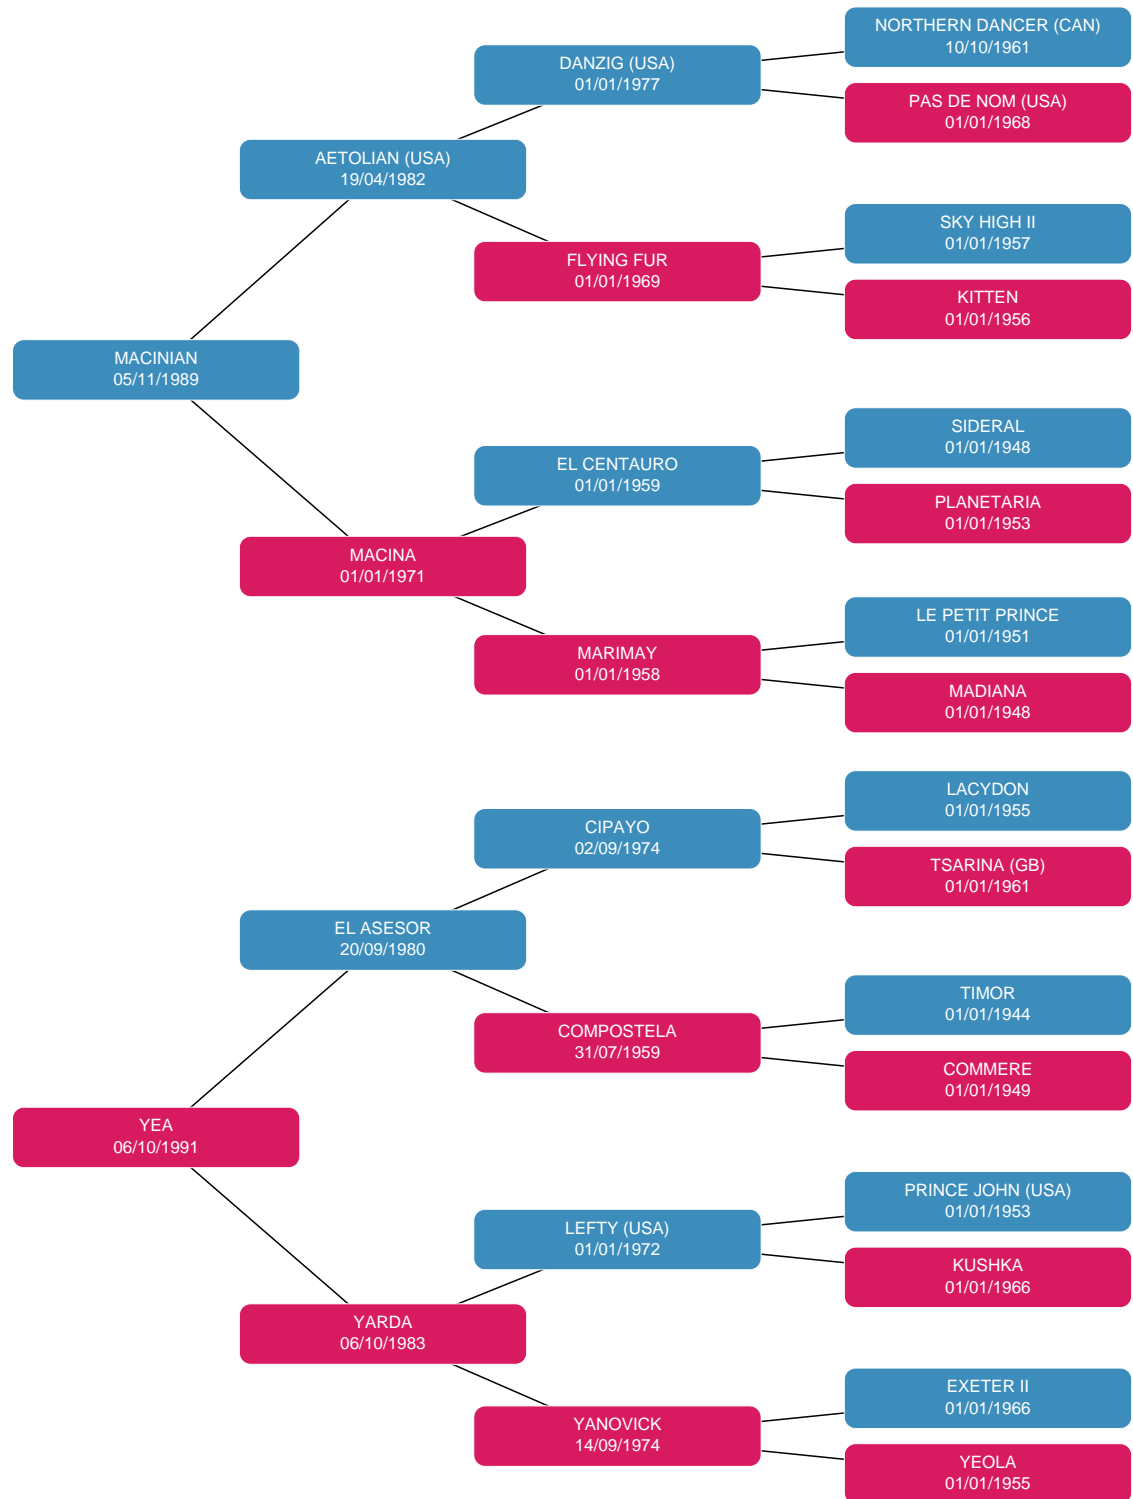 NORTHERN DANCER (CAN)
10/10/1961
DANZIG (USA)
01/01/1977
PAS DE NOM (USA)
01/01/1968
AETOLIAN (USA)
19/04/1982
SKY HIGH II
01/01/1957
FLYING FUR
01/01/1969
KITTEN
01/01/1956
MACINIAN
05/11/1989
SIDERAL
01/01/1948
EL CENTAURO
01/01/1959
PLANETARIA
01/01/1953
MACINA
01/01/1971
LE PETIT PRINCE
01/01/1951
MARIMAY
01/01/1958
MADIANA
01/01/1948
LACYDON
01/01/1955
CIPAYO
02/09/1974
TSARINA (GB)
01/01/1961
EL ASESOR
20/09/1980
TIMOR
01/01/1944
COMPOSTELA
31/07/1959
COMMERE
01/01/1949
YEA
06/10/1991
PRINCE JOHN (USA)
01/01/1953
LEFTY (USA)
01/01/1972
KUSHKA
01/01/1966
YARDA
06/10/1983
EXETER II
01/01/1966
YANOVICK
14/09/1974
YEOLA
01/01/1955